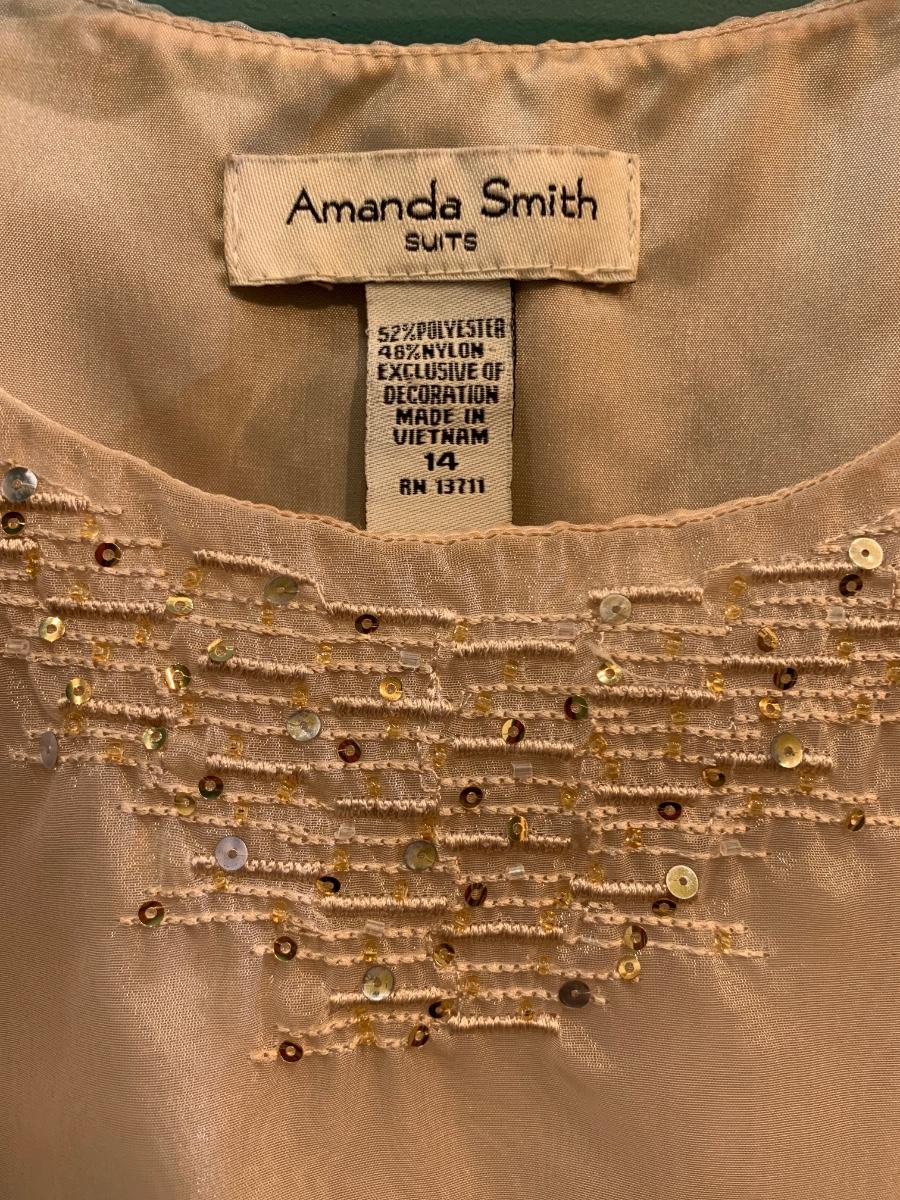 Amanda Smith
SUITS
52%POLYESTER
48%NYLON
EXCLUSIVE OF
DECORATION
MADE IN
VIETNAM
14
RN 13711